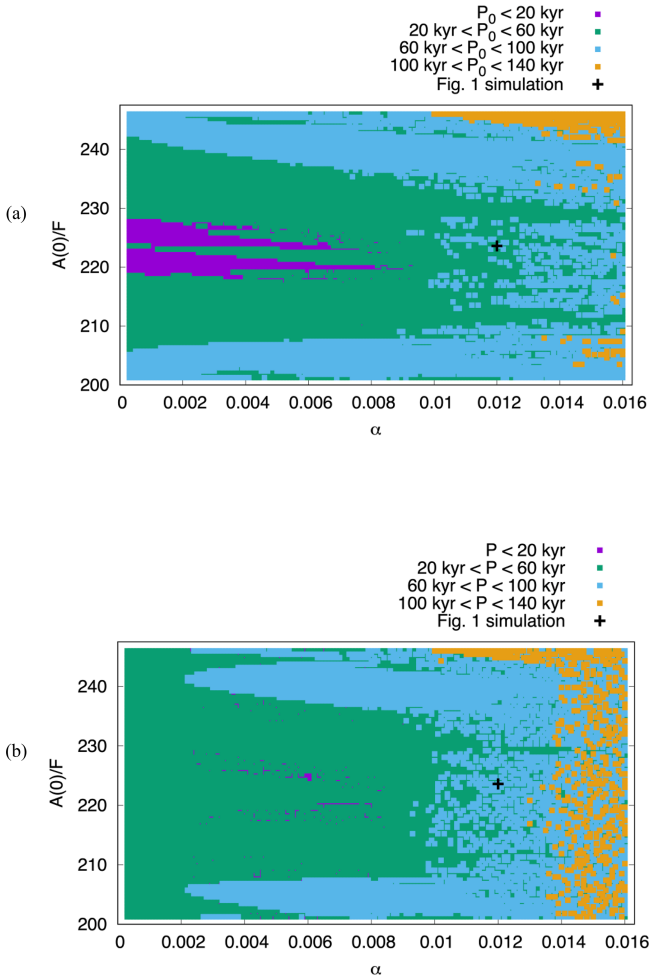 P₀ < 20 kyr
20 kyr < P₀ < 60 kyr
60 kyr < P₀ < 100 kyr
100 kyr < P₀ < 140 kyr
Fig. 1 simulation
(a)
A(0)/F
240
230
220
210
200
0 0.002 0.004 0.006 0.008 0.01 0.012 0.014 0.016
α
P < 20 kyr
20 kyr < P < 60 kyr
60 kyr < P < 100 kyr
100 kyr < P < 140 kyr
Fig. 1 simulation
(b)
A(0)/F
240
230
220
210
200
0 0.002 0.004 0.006 0.008 0.01 0.012 0.014 0.016
α